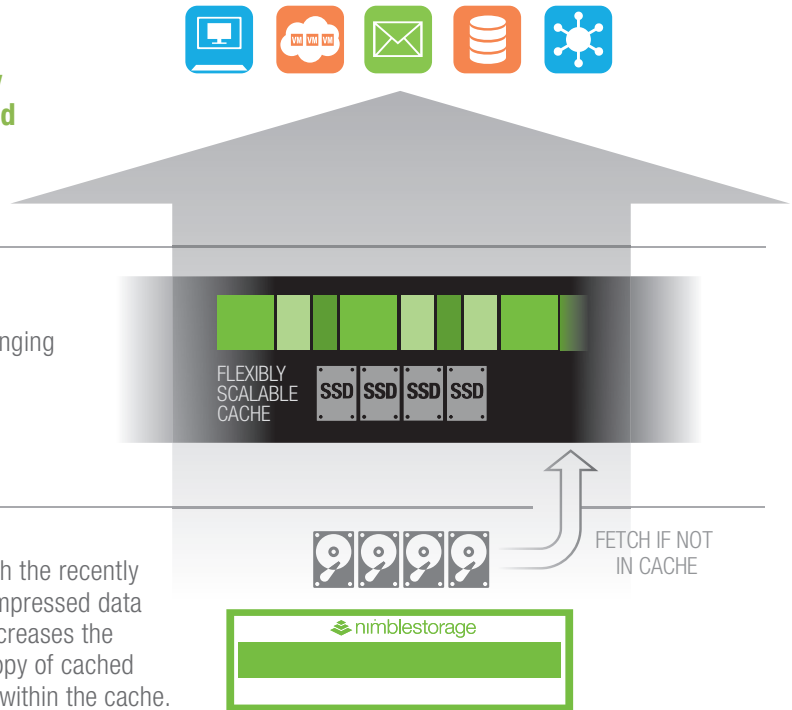 VM VM VM
d
nging
FLEXIBLY
SCALABLE
CACHE
SSD SSD SSD SSD
FETCH IF NOT
IN CACHE
h the recently
mpressed data
creases the
opy of cached
within the cache.
nimblestorage